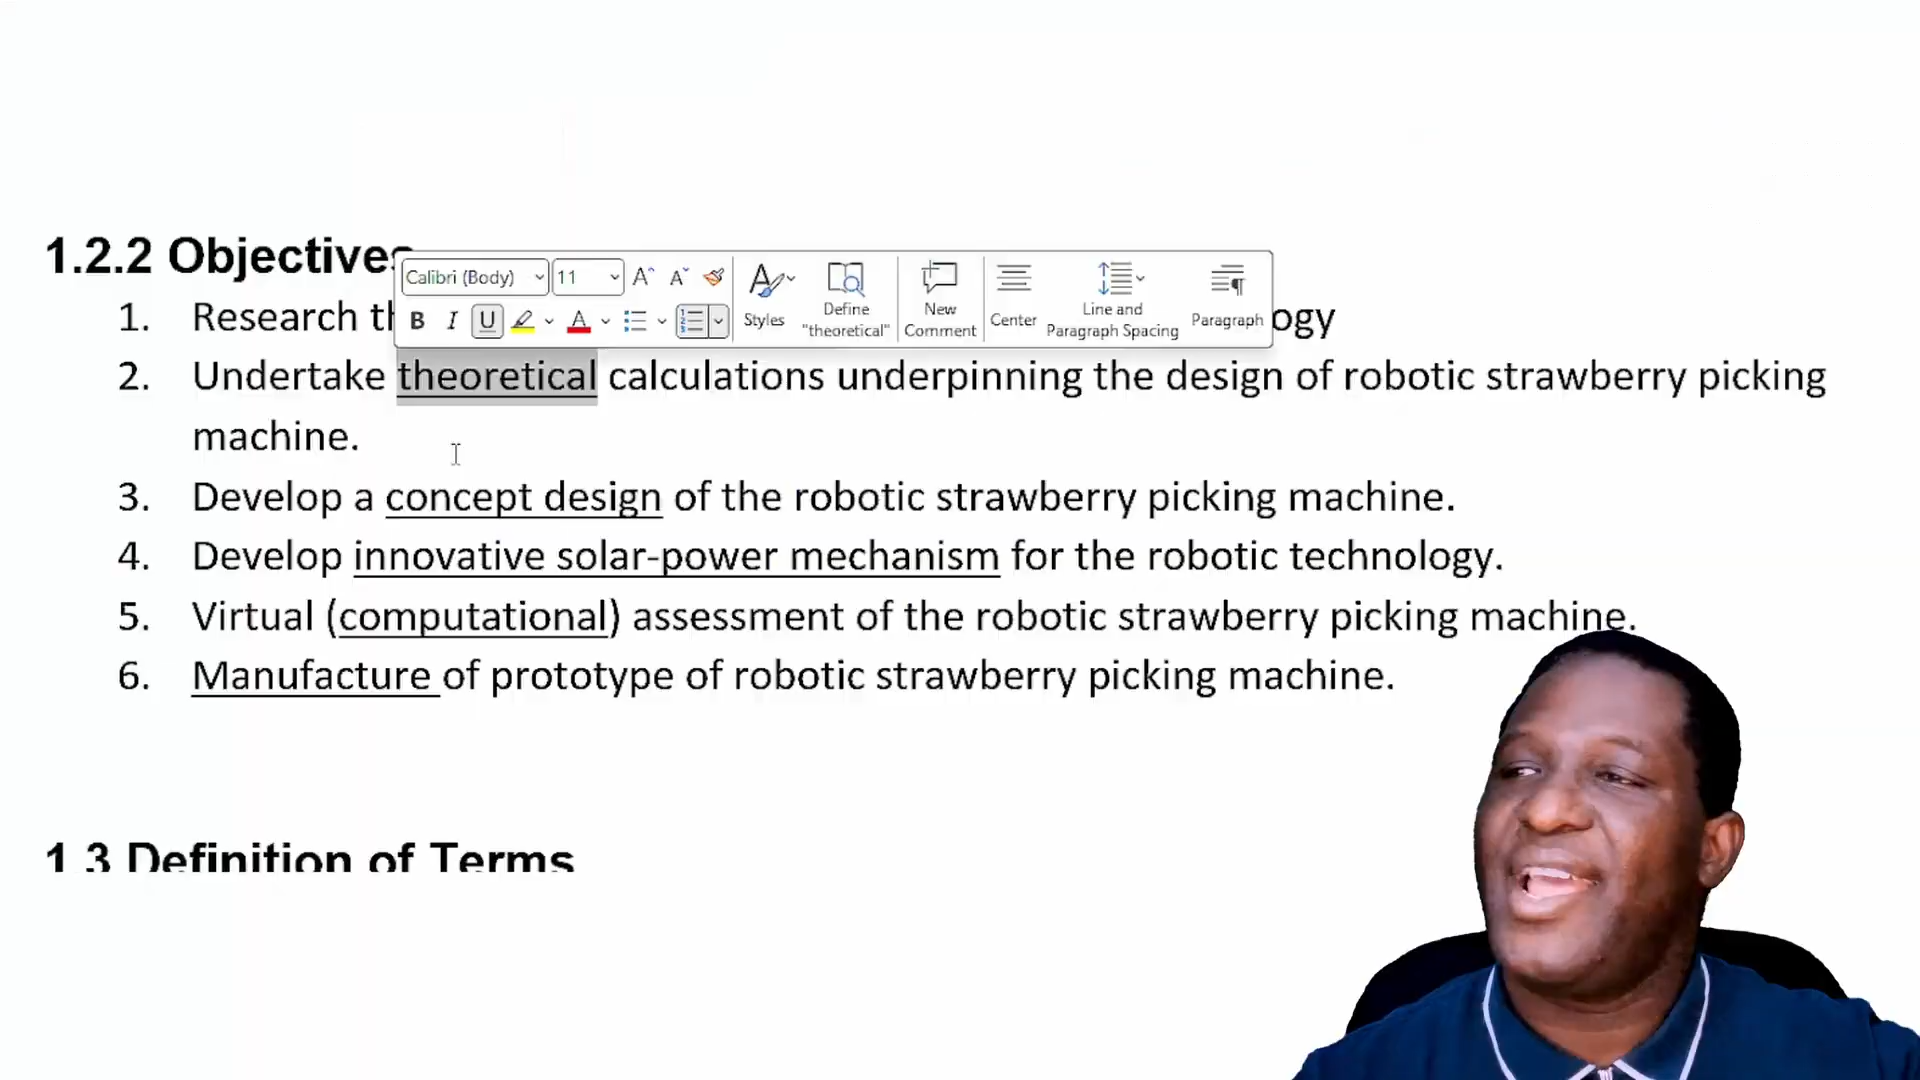 1.2.2 Objectives
Calibri (Body) 11
Define
"theoretical"
New
Comment
Styles
Center
Line and
Paragraph Spacing
Paragraph
1. Research
2. Undertake theoretical calculations underpinning the design of robotic strawberry picking
machine.
3. Develop a concept design of the robotic strawberry picking machine.
4. Develop innovative solar-power mechanism for the robotic technology.
5. Virtual (computational) assessment of the robotic strawberry picking machine.
6. Manufacture of prototype of robotic strawberry picking machine.
1.3 Definition of Terms